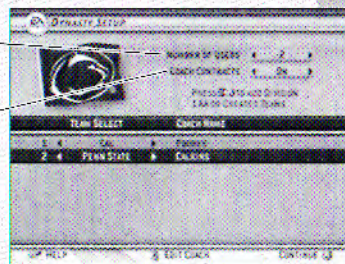 DYNASTY SETUP
NUMBER OF USERS 2
COACH CONTRACTS ON
TEAM SELECT COACH NAME
1 CAL
2 PENN STATE CALKINS
HELP EDIT COACH CONTINUE